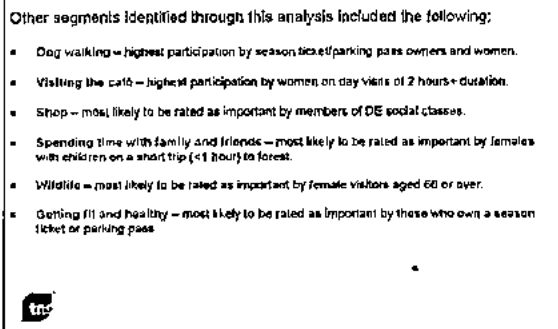 Other segments identified through this analysis included the following:
▪ Dog walking – highest participation by season ticket/parking pass owners and women.
▪ Visiting the café – highest participation by women on day visits of 2 hours+ duration.
▪ Shop – most likely to be rated as important by members of DE social classes.
▪ Spending time with family and friends – most likely to be rated as important by females
with children on a short trip (<1 hour) to forest.
▪ Wildlife – most likely to be rated as important by female visitors aged 60 or over.
▪ Getting fit and healthy – most likely to be rated as important by those who own a season
ticket or parking pass
tns